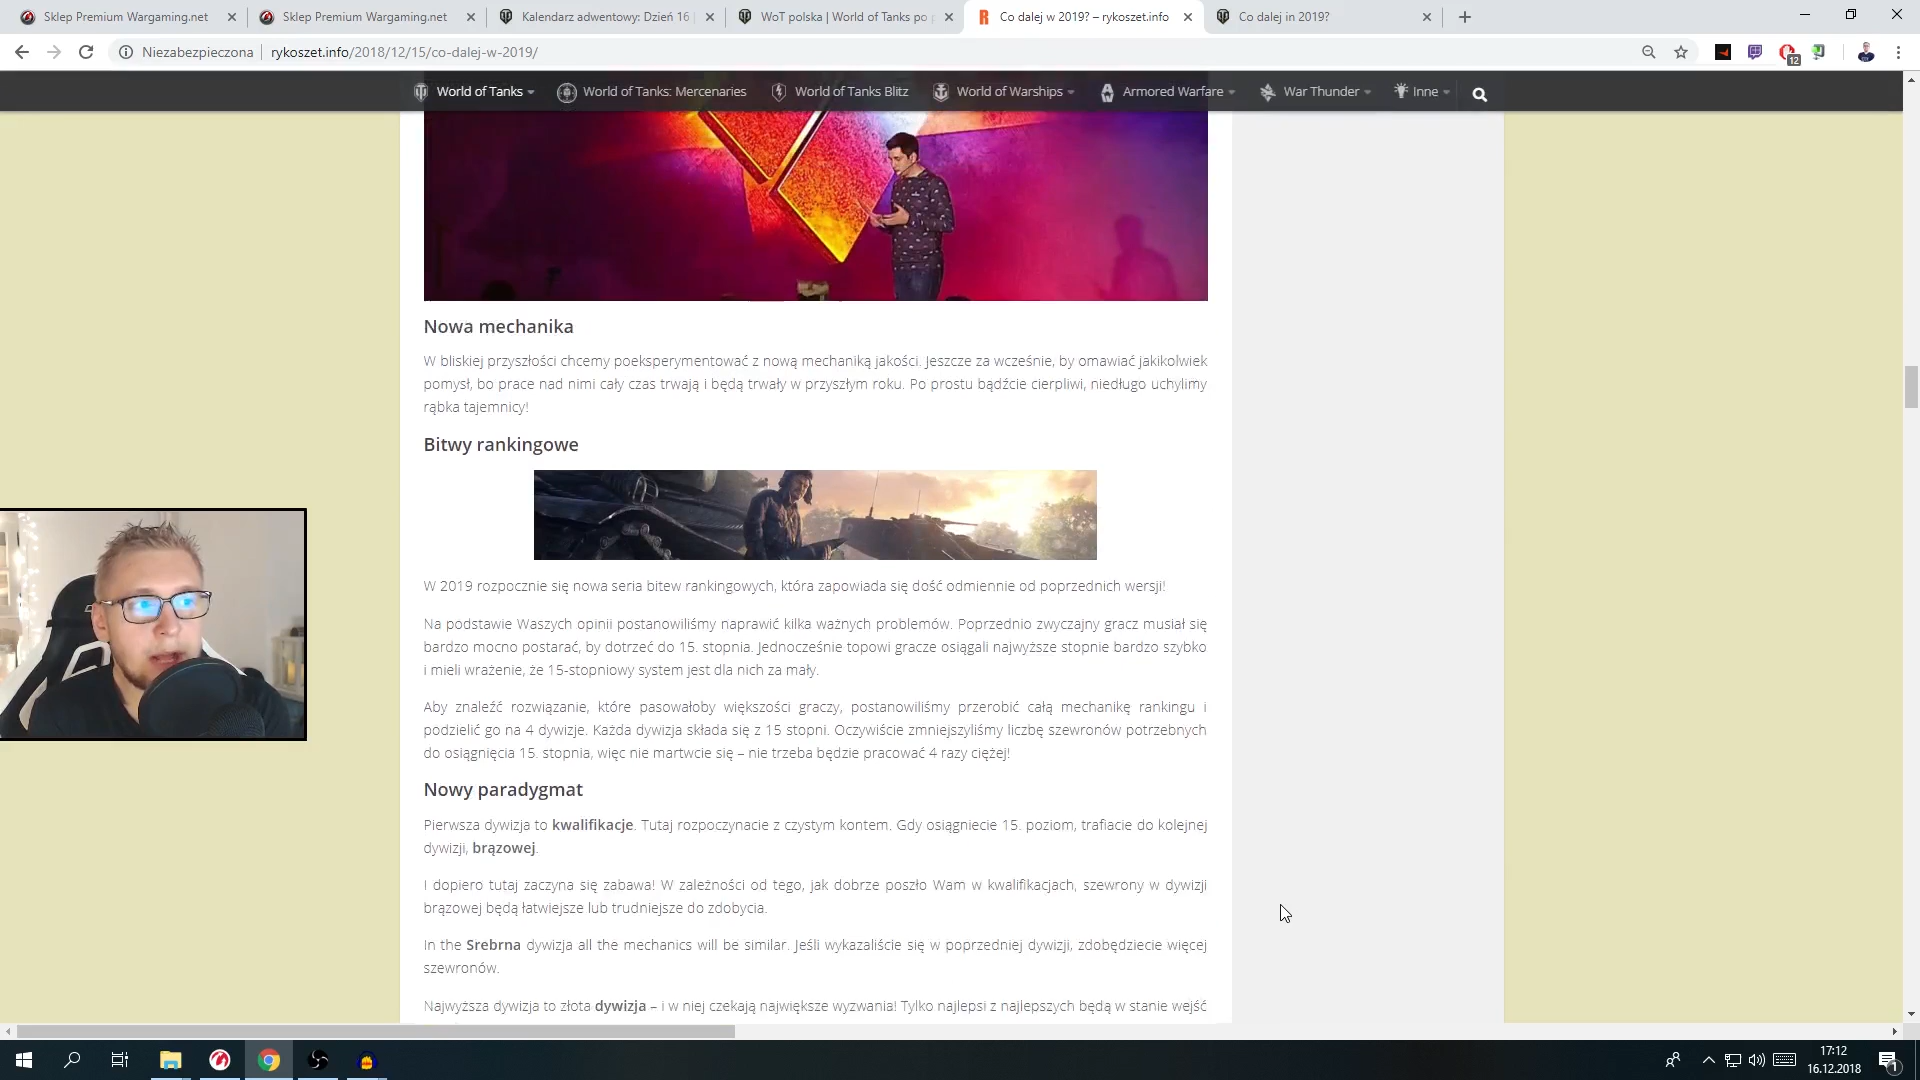 Sklep Premium Wargaming.net
Sklep Premium Wargaming.net
Kalendarz adwentowy: Dzień 16
WoT polska | World of Tanks po
Co dalej w 2019? – rykoszet.info
Co dalej in 2019?
Niezabezpieczona
rykoszet.info/2018/12/15/co-dalej-w-2019/
12
World of Tanks
World of Tanks: Mercenaries
World of Tanks Blitz
World of Warships
Armored Warfare
War Thunder
Inne
Nowa mechanika
W bliskiej przyszłości chcemy poeksperymentować z nową mechaniką jakości. Jeszcze za wcześnie, by omawiać jakikolwiek
pomysł, bo prace nad nimi cały czas trwają i będą trwały w przyszłym roku. Po prostu bądźcie cierpliwi, niedługo uchylimy
rąbka tajemnicy!
Bitwy rankingowe
W 2019 rozpocznie się nowa seria bitew rankingowych, która zapowiada się dość odmiennie od poprzednich wersji!
Na podstawie Waszych opinii postanowiliśmy naprawić kilka ważnych problemów. Poprzednio zwyczajny gracz musiał się
bardzo mocno postarać, by dotrzeć do 15. stopnia. Jednocześnie topowi gracze osiągali najwyższe stopnie bardzo szybko
i mieli wrażenie, że 15-stopniowy system jest dla nich za mały.
Aby znaleźć rozwiązanie, które pasowałoby większości graczy, postanowiliśmy przerobić całą mechanikę rankingu i
podzielić go na 4 dywizje. Każda dywizja składa się z 15 stopni. Oczywiście zmniejszyliśmy liczbę szewronów potrzebnych
do osiągnięcia 15. stopnia, więc nie martwcie się – nie trzeba będzie pracować 4 razy ciężej!
Nowy paradygmat
Pierwsza dywizja to kwalifikacje. Tutaj rozpoczynacie z czystym kontem. Gdy osiągniecie 15. poziom, trafiacie do kolejnej
dywizji, brązowej.
I dopiero tutaj zaczyna się zabawa! W zależności od tego, jak dobrze poszło Wam w kwalifikacjach, szewrony w dywizji
brązowej będą łatwiejsze lub trudniejsze do zdobycia.
In the Srebrna dywizja all the mechanics will be similar. Jeśli wykazaliście się w poprzedniej dywizji, zdobędziecie więcej
szewronów.
Najwyższa dywizja to złota dywizja – i w niej czekają największe wyzwania! Tylko najlepsi z najlepszych będą w stanie wejść
17:12
16.12.2018
1